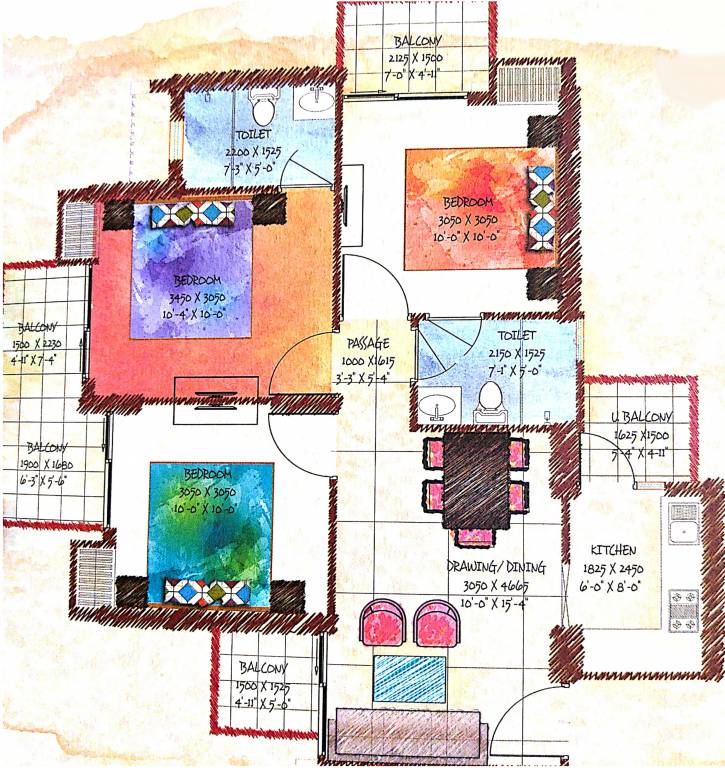 BALCONY
2125 X 1500
7'-0" X 4'-11"
TOILET
2200 X 1525
7'-3" X 5'-0"
BEDROOM
3050 X 3050
10'-0" X 10'-0"
BEDROOM
3450 X 3050
10'-4" X 10'-0"
BALCONY
1500 X 2230
4'-11" X 7'-4"
PASSAGE
1000 X1615
3'-3" X 5'-4"
TOILET
2150 X 1525
7'-1" X 5'-0"
U.BALCONY
1625 X1500
5'-4" X 4-11"
BALCONY
1900 X 1680
6'-3" X 5'-6"
BEDROOM
3050 X 3050
10'-0" X 10'-0"
KITCHEN
1825 X 2450
6'-0" X 8'-0"
DRAWING/DINING
3050 X 4665
10'-0" X 15'-4"
BALCONY
1500 X 1525
4'-11" X 5'-0"